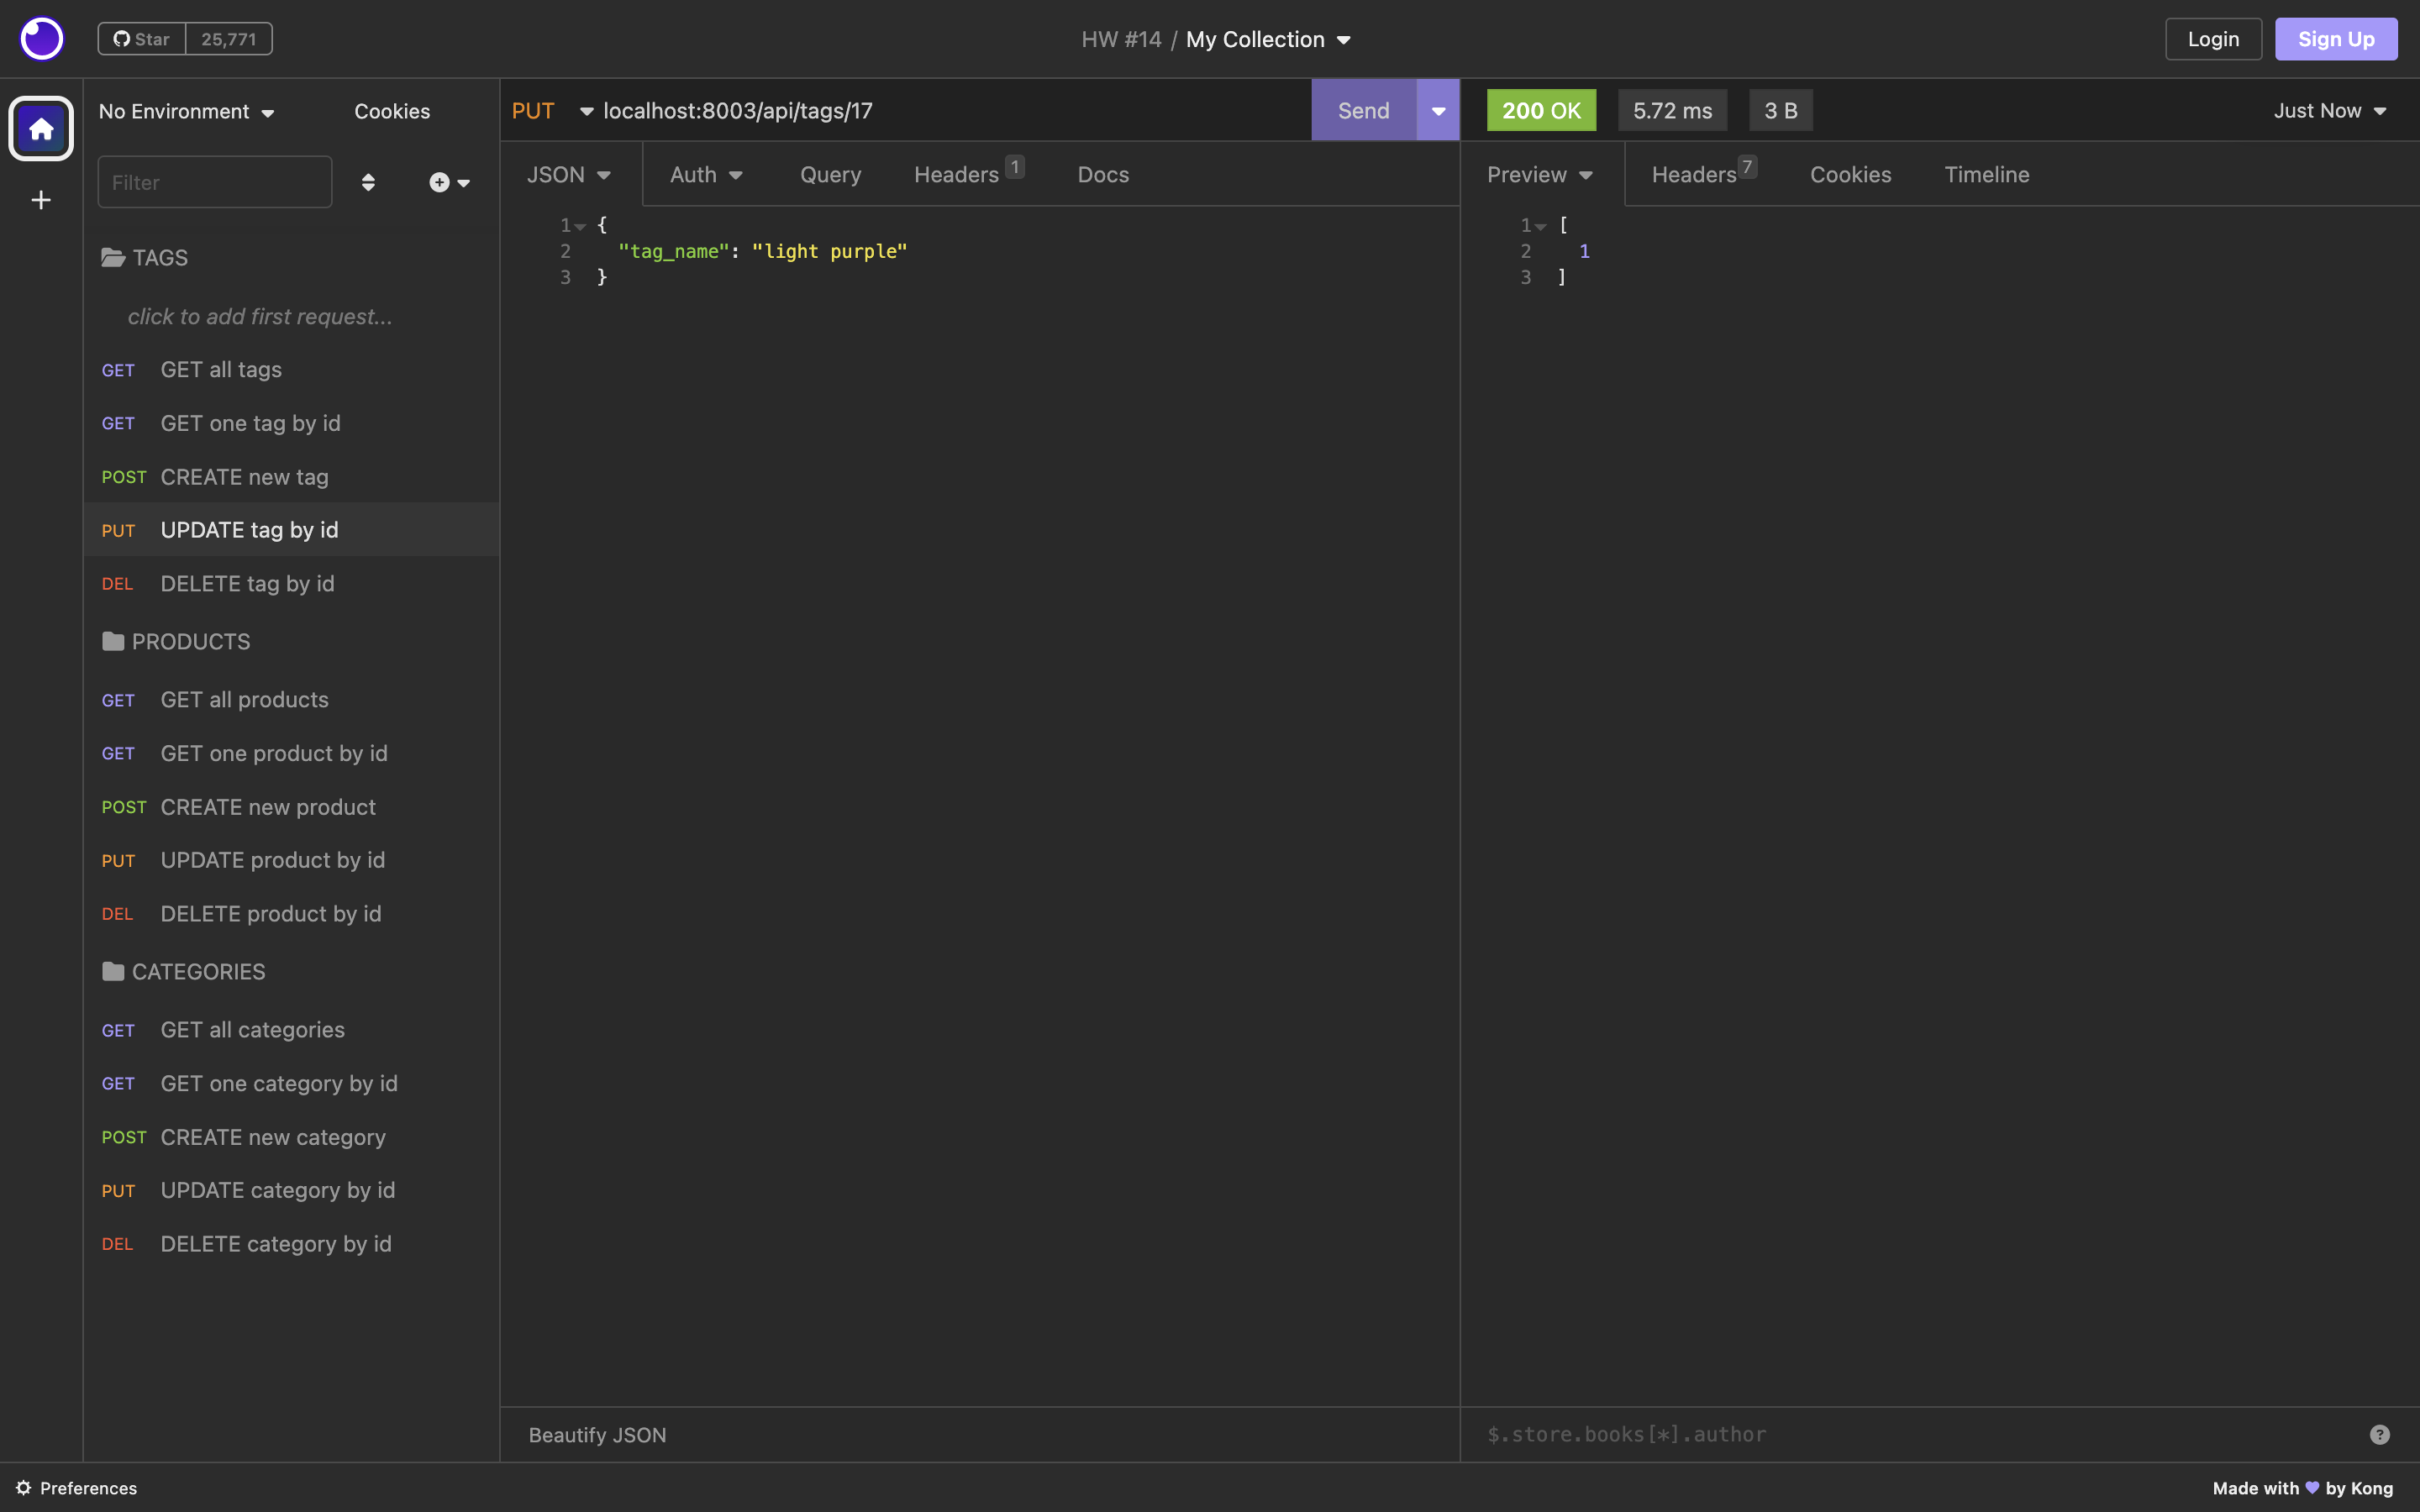 Star 25,771
HW #14 / My Collection
Login
Sign Up
No Environment
Cookies
Filter
TAGS
click to add first request...
GET GET all tags
GET GET one tag by id
POST CREATE new tag
PUT UPDATE tag by id
DEL DELETE tag by id
PRODUCTS
GET GET all products
GET GET one product by id
POST CREATE new product
PUT UPDATE product by id
DEL DELETE product by id
CATEGORIES
GET GET all categories
GET GET one category by id
POST CREATE new category
PUT UPDATE category by id
DEL DELETE category by id
PUT localhost:8003/api/tags/17
Send
JSON Auth Query Headers 1 Docs
1 {
2 "tag_name": "light purple"
3 }
Beautify JSON
200 OK 5.72 ms 3 B Just Now
Preview Headers 7 Cookies Timeline
1 [
2 1
3 ]
$.store.books[*].author
?
Preferences
Made with by Kong